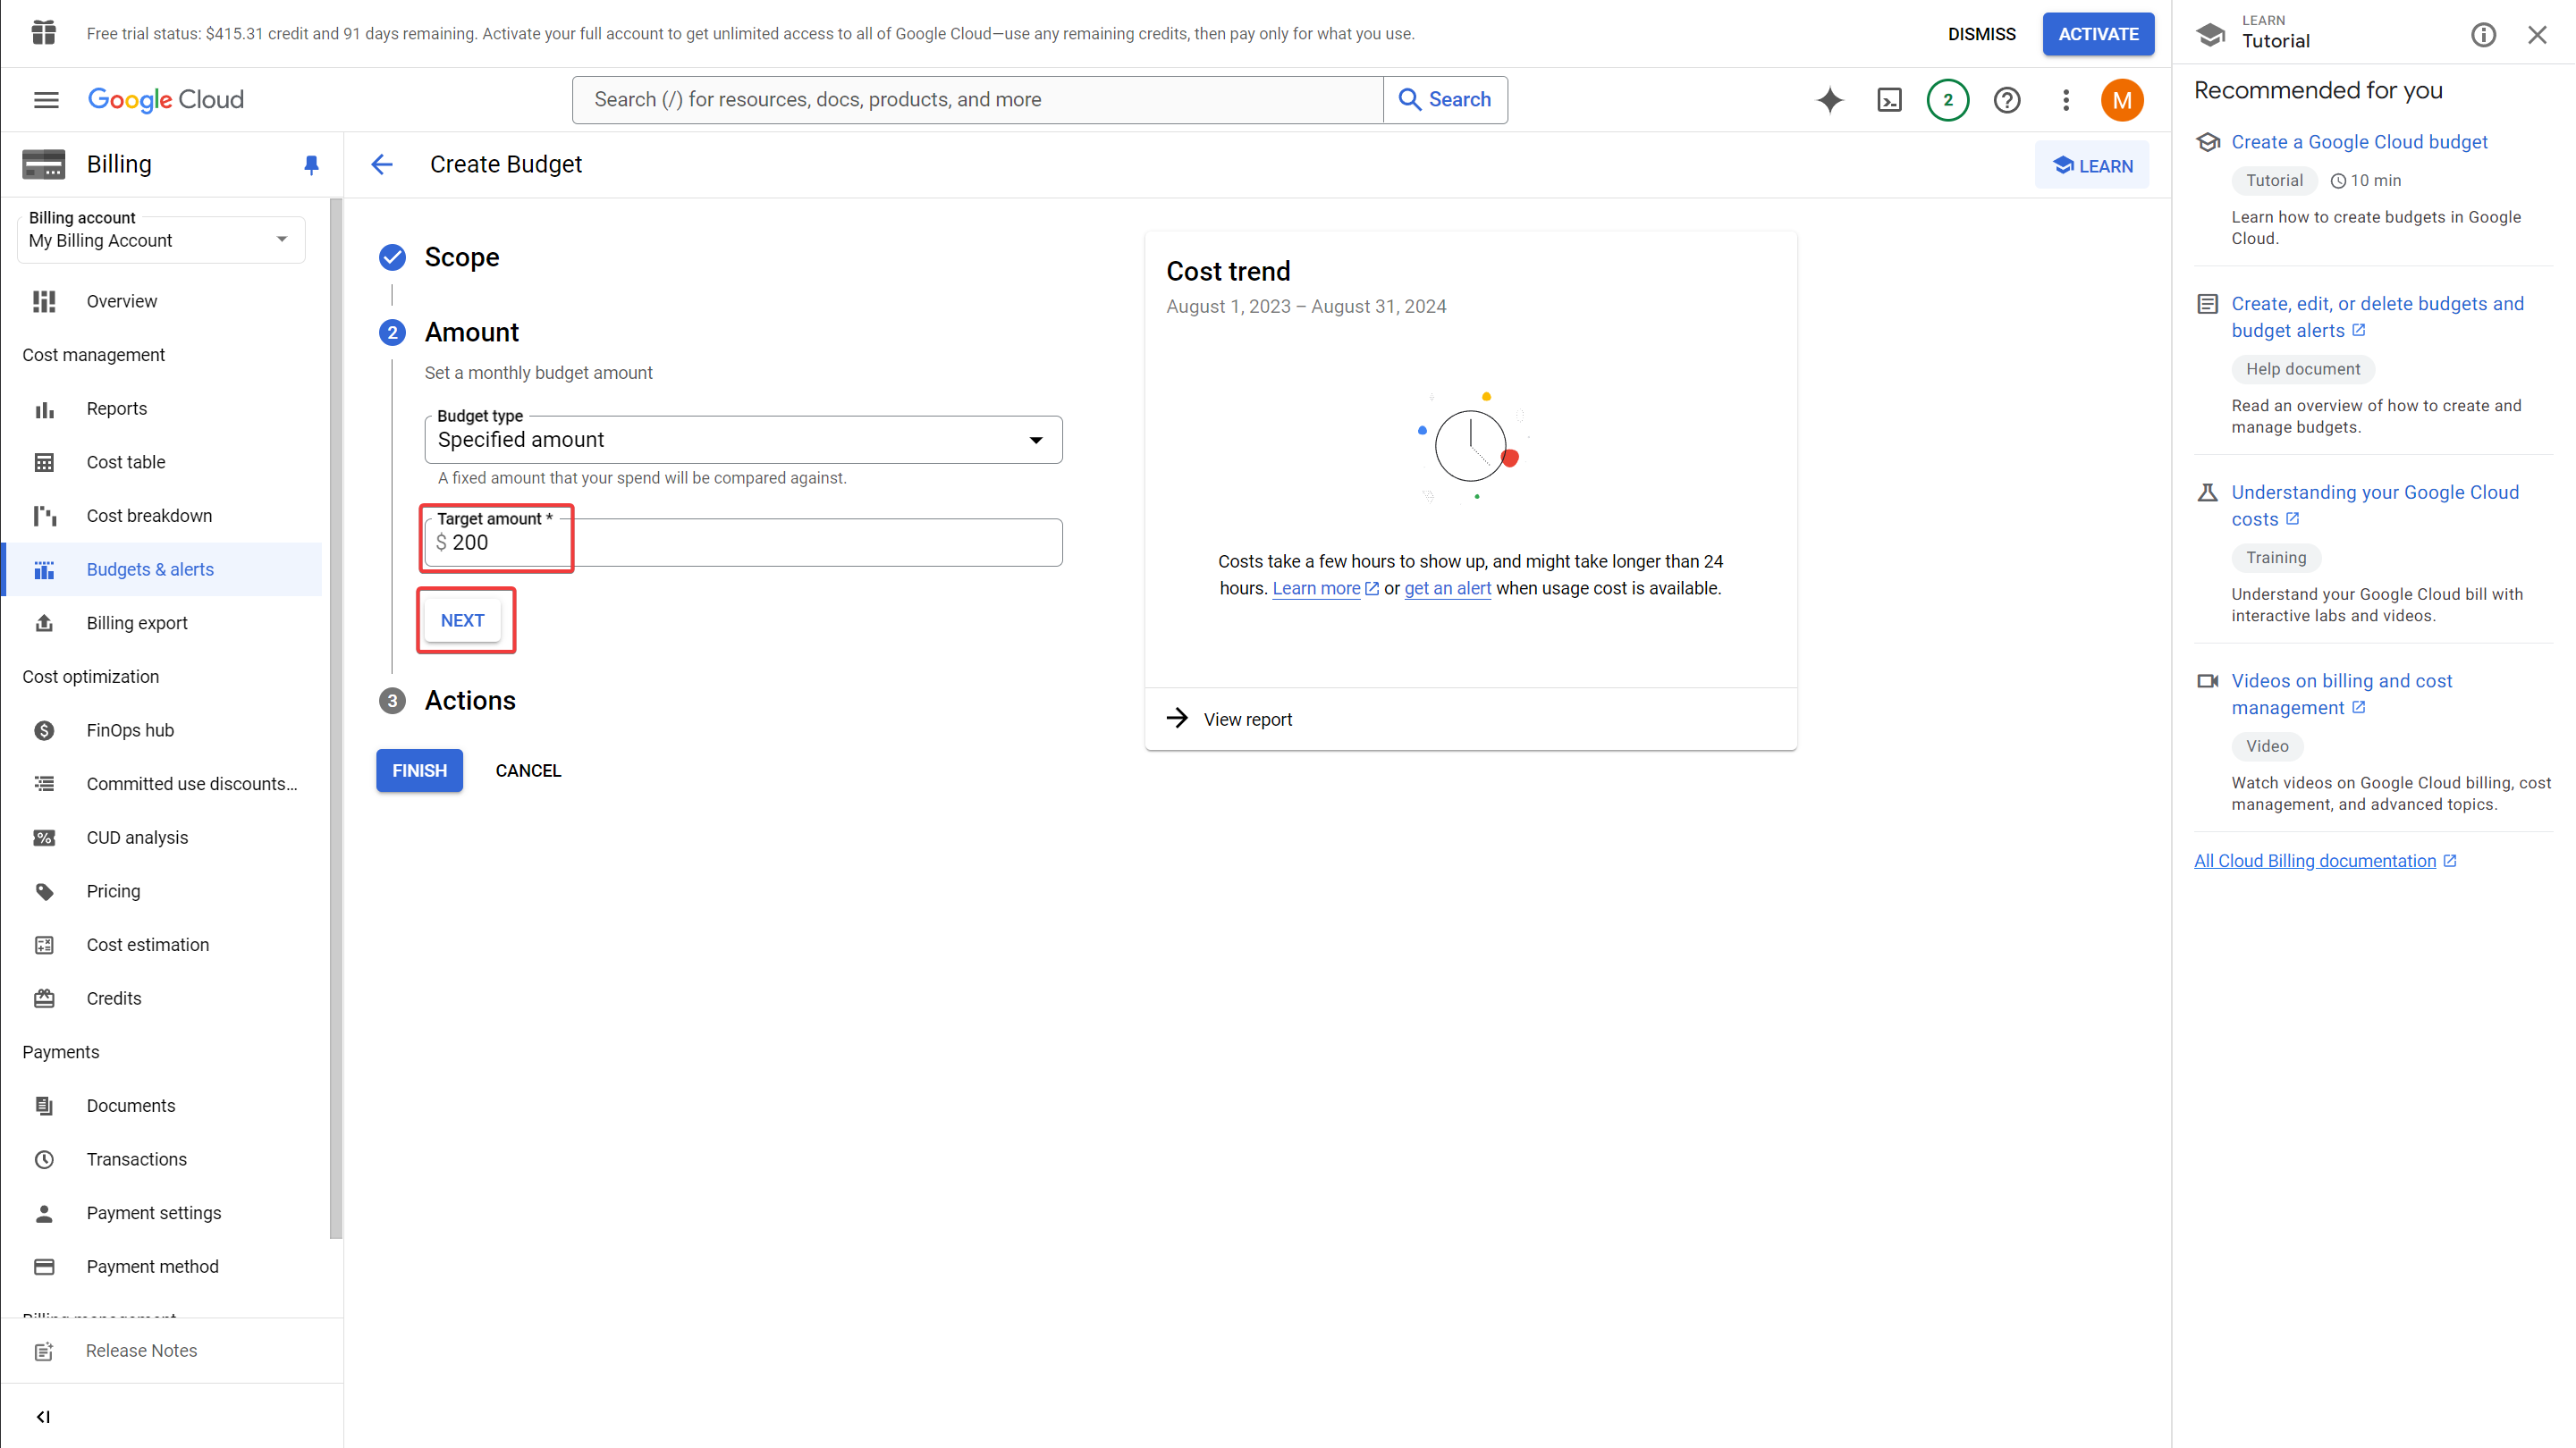 Free trial status: $415.31 credit and 91 days remaining. Activate your full account to get unlimited access to all of Google Cloud—use any remaining credits, then pay only for what you use.
DISMISS
ACTIVATE
Google Cloud
Search (/) for resources, docs, products, and more
Search
2
M
Billing
Billing account
My Billing Account
Overview
Cost management
Reports
Cost table
Cost breakdown
Budgets & alerts
Billing export
Cost optimization
FinOps hub
Committed use discounts...
CUD analysis
Pricing
Cost estimation
Credits
Payments
Documents
Transactions
Payment settings
Payment method
Billing management
Release Notes
Create Budget
LEARN
Scope
2 Amount
Set a monthly budget amount
Budget type
Specified amount
A fixed amount that your spend will be compared against.
Target amount *
$ 200
NEXT
3 Actions
FINISH
CANCEL
Cost trend
August 1, 2023 – August 31, 2024
Costs take a few hours to show up, and might take longer than 24
hours. Learn more or get an alert when usage cost is available.
View report
LEARN
Tutorial
Recommended for you
Create a Google Cloud budget
Tutorial 10 min
Learn how to create budgets in Google
Cloud.
Create, edit, or delete budgets and
budget alerts
Help document
Read an overview of how to create and
manage budgets.
Understanding your Google Cloud
costs
Training
Understand your Google Cloud bill with
interactive labs and videos.
Videos on billing and cost
management
Video
Watch videos on Google Cloud billing, cost
management, and advanced topics.
All Cloud Billing documentation